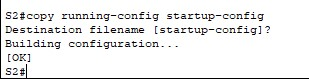 S2#copy running-config startup-config
Destination filename [startup-config]?
Building configuration...
[OK]
S2#